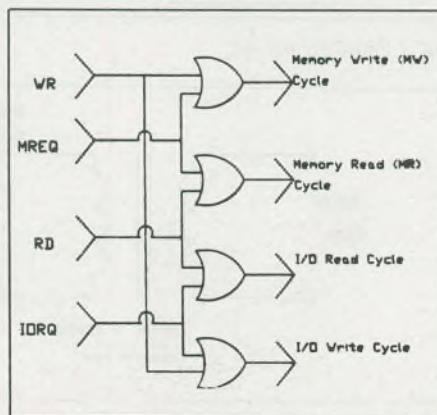 WR
Memory Write (MW)
Cycle
MREQ
Memory Read (MR)
Cycle
RD
I/O Read Cycle
IORQ
I/O Write Cycle